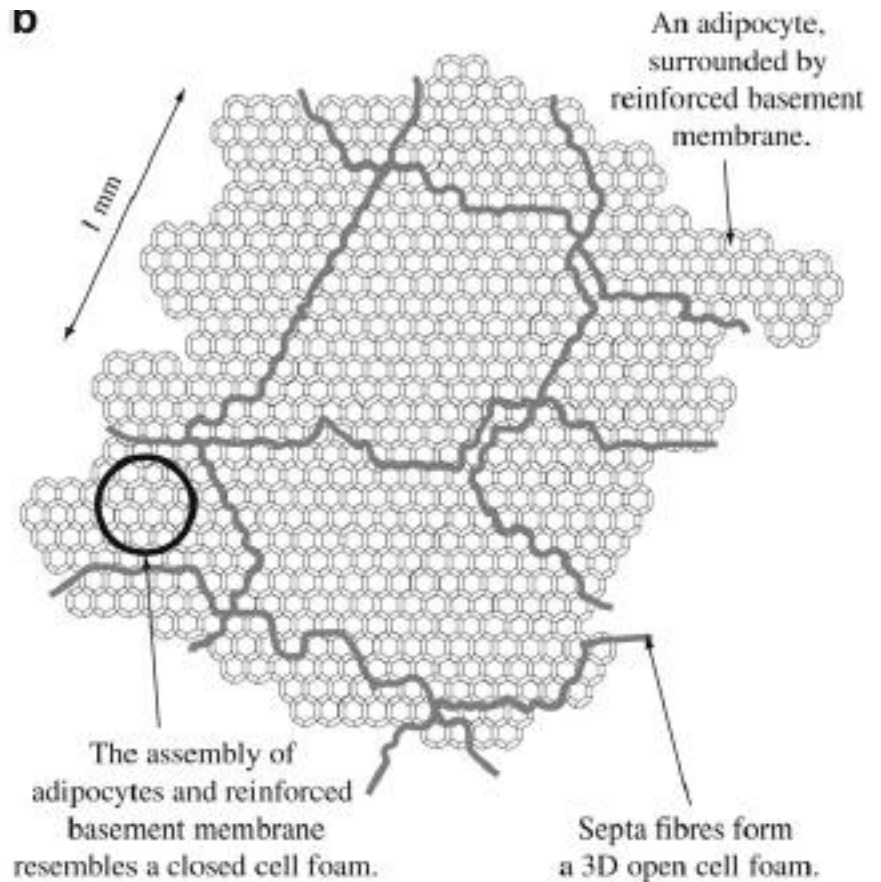 b
An adipocyte,
surrounded by
reinforced basement
membrane.
1 mm
The assembly of
adipocytes and reinforced
basement membrane
resembles a closed cell foam.
Septa fibres form
a 3D open cell foam.